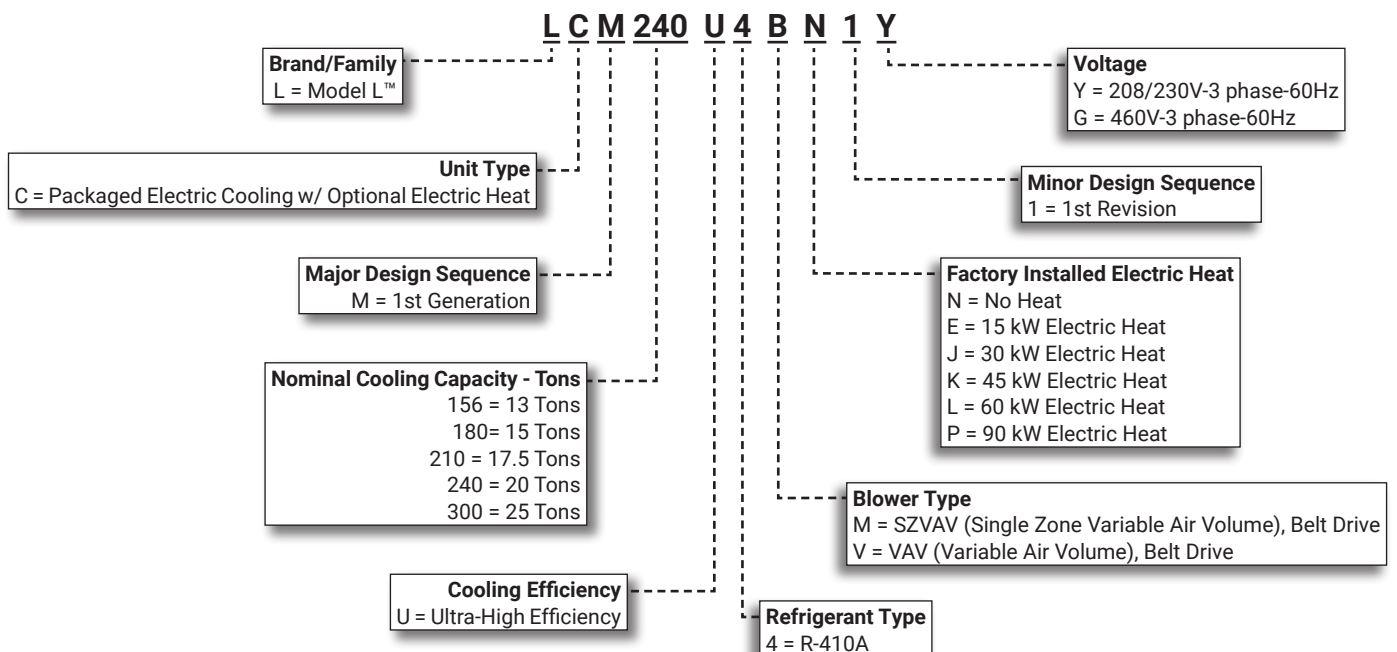 L C M 240 U 4 B N 1 Y
Brand/Family
L = Model L™
Voltage
Y = 208/230V-3 phase-60Hz
G = 460V-3 phase-60Hz
Unit Type
C = Packaged Electric Cooling w/ Optional Electric Heat
Minor Design Sequence
1 = 1st Revision
Major Design Sequence
M = 1st Generation
Factory Installed Electric Heat
N = No Heat
E = 15 kW Electric Heat
J = 30 kW Electric Heat
K = 45 kW Electric Heat
L = 60 kW Electric Heat
P = 90 kW Electric Heat
Nominal Cooling Capacity - Tons
156 = 13 Tons
180= 15 Tons
210 = 17.5 Tons
240 = 20 Tons
300 = 25 Tons
Blower Type
M = SZVAV (Single Zone Variable Air Volume), Belt Drive
V = VAV (Variable Air Volume), Belt Drive
Cooling Efficiency
U = Ultra-High Efficiency
Refrigerant Type
4 = R-410A